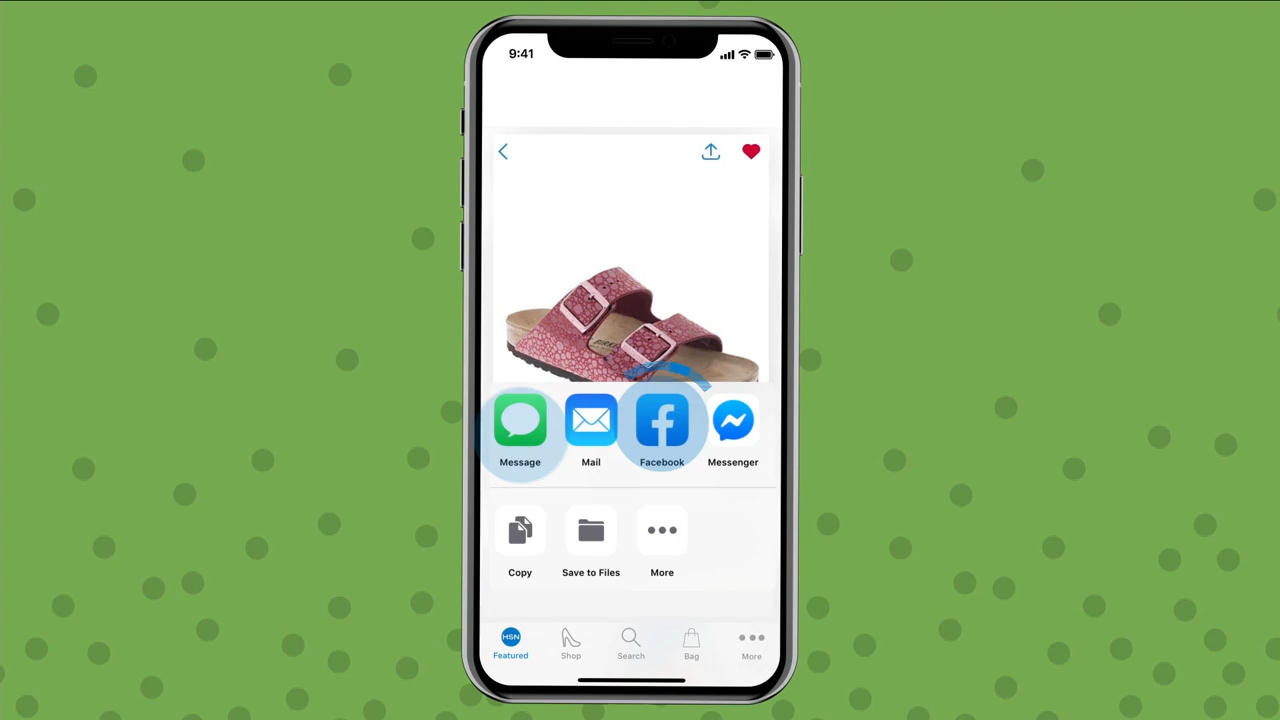 9:41
Message Mail Facebook Messenger
Copy Save to Files More
HSN
Featured Shop Search Bag More